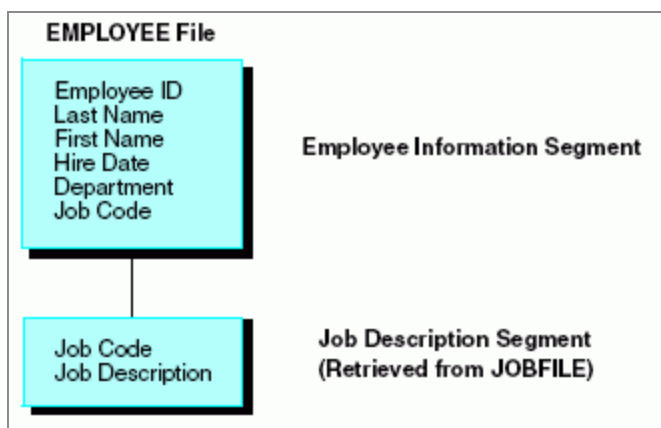 EMPLOYEE File
Employee ID
Last Name
First Name
Hire Date
Department
Job Code
Employee Information Segment
Job Code
Job Description
Job Description Segment
(Retrieved from JOBFILE)